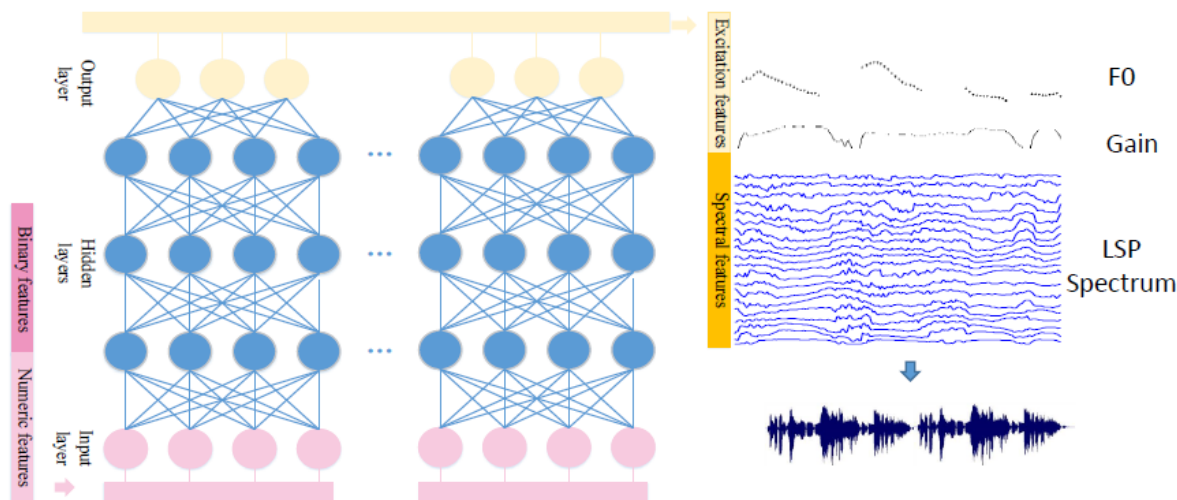 Output
layer
Hidden
layers
Input
layer
Binary features
Numeric features
Excitation features
Spectral features
F0
Gain
LSP
Spectrum